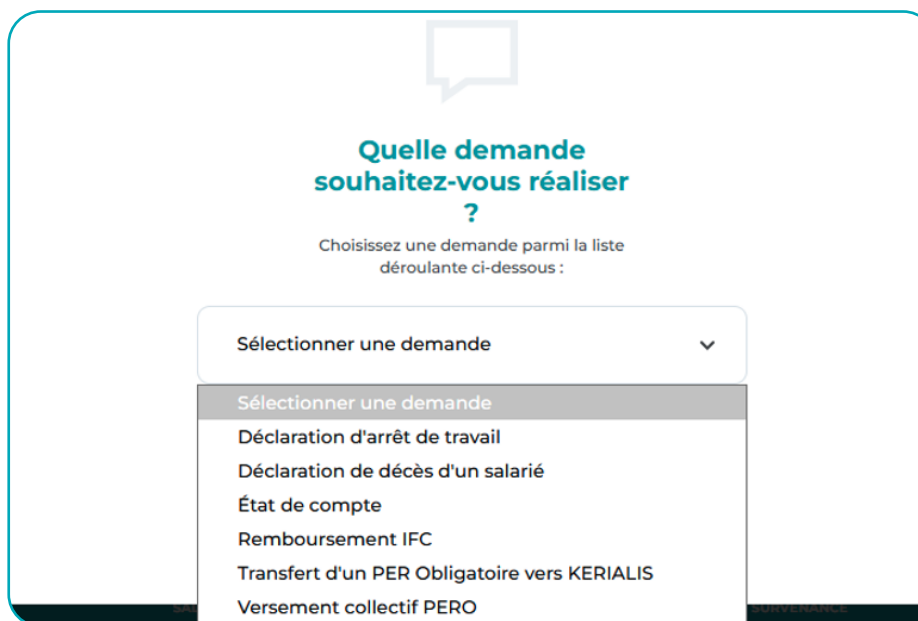 Quelle demande
souhaitez-vous réaliser
?
Choisissez une demande parmi la liste
déroulante ci-dessous :
Sélectionner une demande
Sélectionner une demande
Déclaration d'arrêt de travail
Déclaration de décès d'un salarié
État de compte
Remboursement IFC
Transfert d'un PER Obligatoire vers KERIALIS
Versement collectif PERO
SURVENANCE